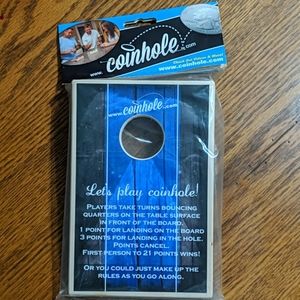 www.coinhole.com
Check Out Videos & More!
www.coinhole.com
www.coinhole.com
Let's play coinhole!
PLAYERS TAKE TURNS BOUNCING
QUARTERS ON THE TABLE SURFACE
IN FRONT OF THE BOARD.
1 POINT FOR LANDING ON THE BOARD
3 POINTS FOR LANDING IN THE HOLE.
POINTS CANCEL.
FIRST PERSON TO 21 POINTS WINS!
OR YOU COULD JUST MAKE UP THE
RULES AS YOU GO ALONG.